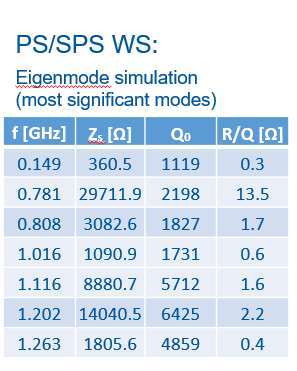 PS/SPS WS:
Eigenmode simulation
(most significant modes)
f [GHz] Zs [Ω] Q0 R/Q [Ω]
0.149 360.5 1119 0.3
0.781 29711.9 2198 13.5
0.808 3082.6 1827 1.7
1.016 1090.9 1731 0.6
1.116 8880.7 5712 1.6
1.202 14040.5 6425 2.2
1.263 1805.6 4859 0.4